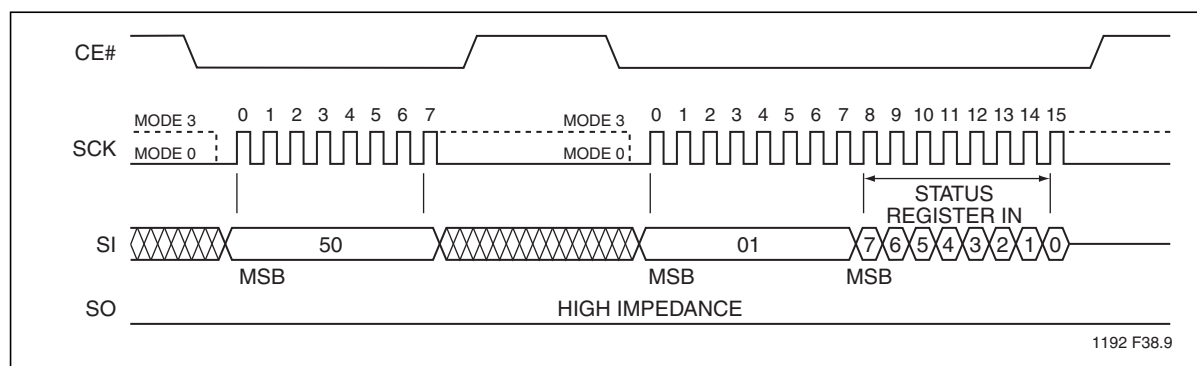 CE#
MODE 3 0 1 2 3 4 5 6 7 MODE 3 0 1 2 3 4 5 6 7 8 9 10 11 12 13 14 15
SCK MODE 0 MODE 0
STATUS
REGISTER IN
SI 50 01 7 6 5 4 3 2 1 0
MSB MSB MSB
SO HIGH IMPEDANCE
1192 F38.9